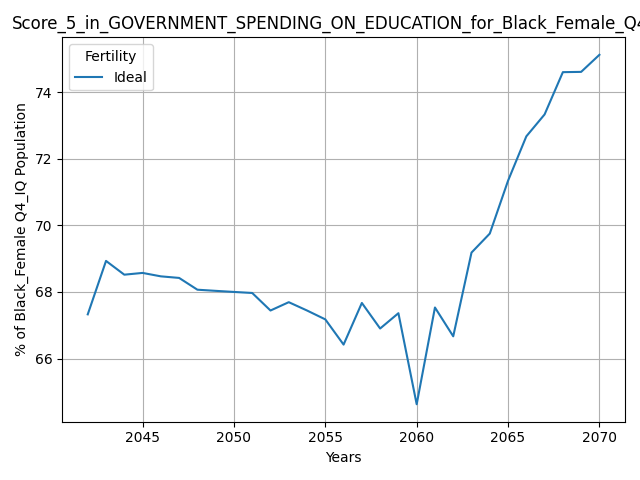 Score_5_in_GOVERNMENT_SPENDING_ON_EDUCATION_for_Black_Female_Q4
Fertility
Ideal
% of Black_Female Q4_IQ Population
74
72
70
68
66
2045 2050 2055 2060 2065 2070
Years